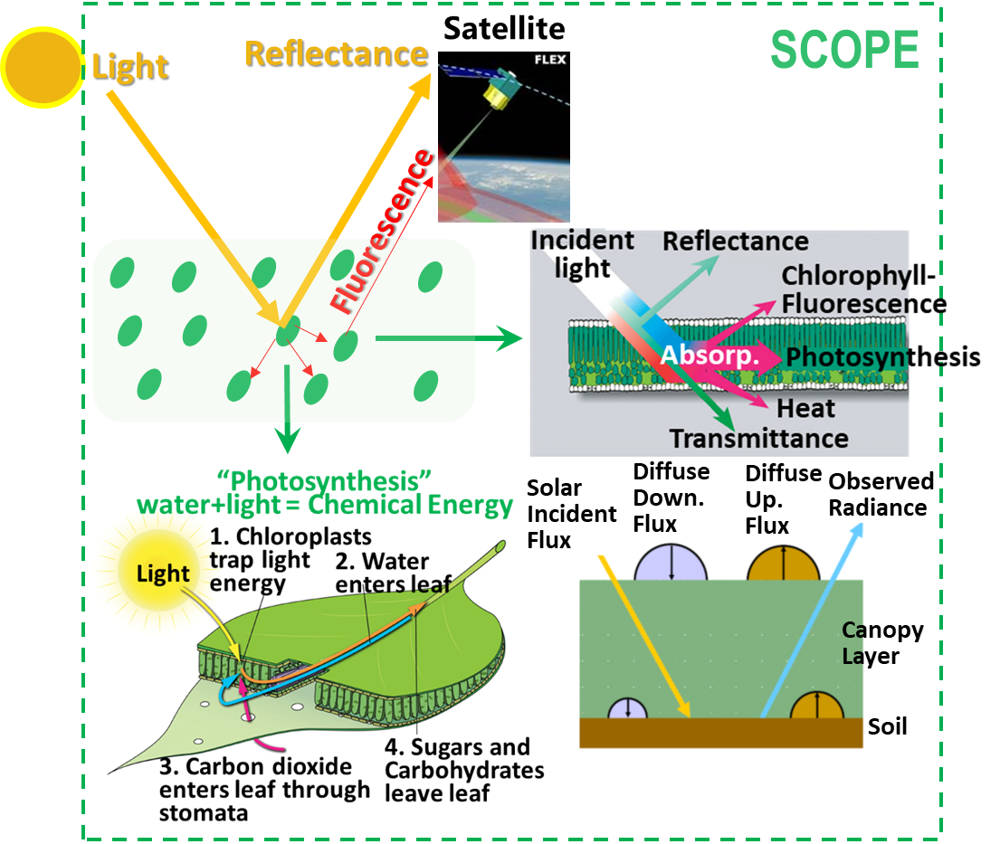 Satellite
SCOPE
Light
Reflectance
FLEX
Fluorescence
Incident
light
Reflectance
Chlorophyll-
Fluorescence
Absorp.
Photosynthesis
Heat
Transmittance
"Photosynthesis"
water+light = Chemical Energy
Light
1. Chloroplasts
trap light
energy
2. Water
enters leaf
3. Carbon dioxide
enters leaf through
stomata
4. Sugars and
Carbohydrates
leave leaf
Solar
Incident
Flux
Diffuse
Down.
Flux
Diffuse
Up.
Flux
Observed
Radiance
Canopy
Layer
Soil